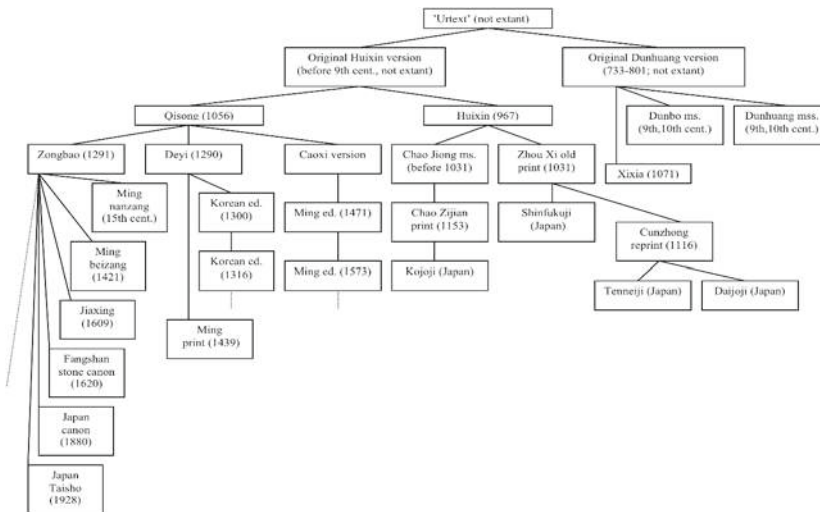 "Urtext" (not extant)
Original Huixin version
(before 9th cent., not extant)
Original Dunhuang version
(733-801; not extant)
Qisong (1056)
Huixin (967)
Dunbo ms.
(9th,10th cent.)
Dunhuang mss.
(9th,10th cent.)
Zongbao (1291)
Deyi (1290)
Caoxi version
Chao Jiong ms.
(before 1031)
Zhou Xi old
print (1031)
Xixia (1071)
Ming
nanzang
(15th cent.)
Korean ed.
(1300)
Ming ed. (1471)
Chao Zijian
print (1153)
Shinfukuji
(Japan)
Cunzhong
reprint (1116)
Ming
beizang
(1421)
Korean ed.
(1316)
Ming ed. (1573)
Kojoji (Japan)
Tenneiji (Japan)
Daijoji (Japan)
Jiaxing
(1609)
Ming
print (1439)
Fangshan
stone canon
(1620)
Japan
canon
(1880)
Japan
Taisho
(1928)